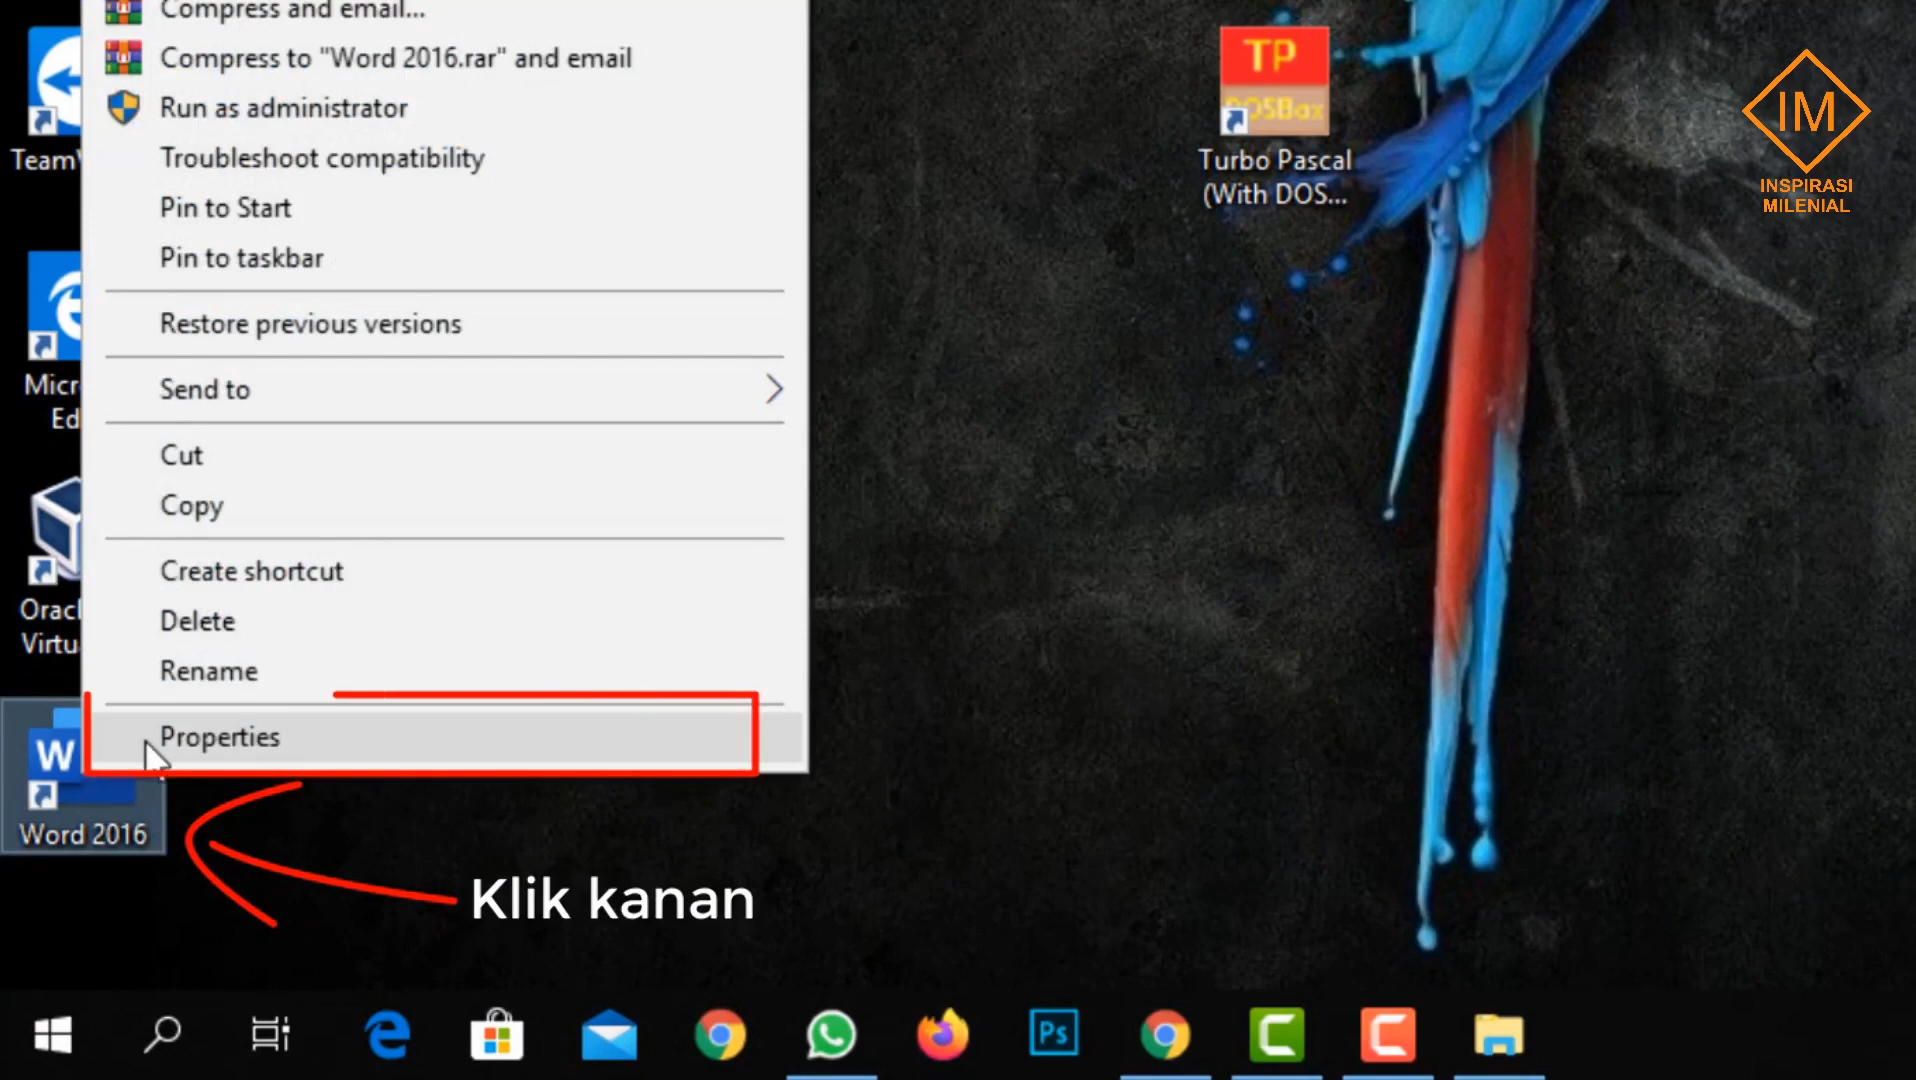 Compress and email...
Compress to "Word 2016.rar" and email
Run as administrator
Troubleshoot compatibility
Pin to Start
Pin to taskbar
Restore previous versions
Send to
Cut
Copy
Create shortcut
Delete
Rename
Properties
Team
Micr
Ed
Oracl
Virtu
W
Word 2016
Klik kanan
TP
DOSBox
Turbo Pascal
(With DOS...
IM
INSPIRASI
MILENIAL
Ps